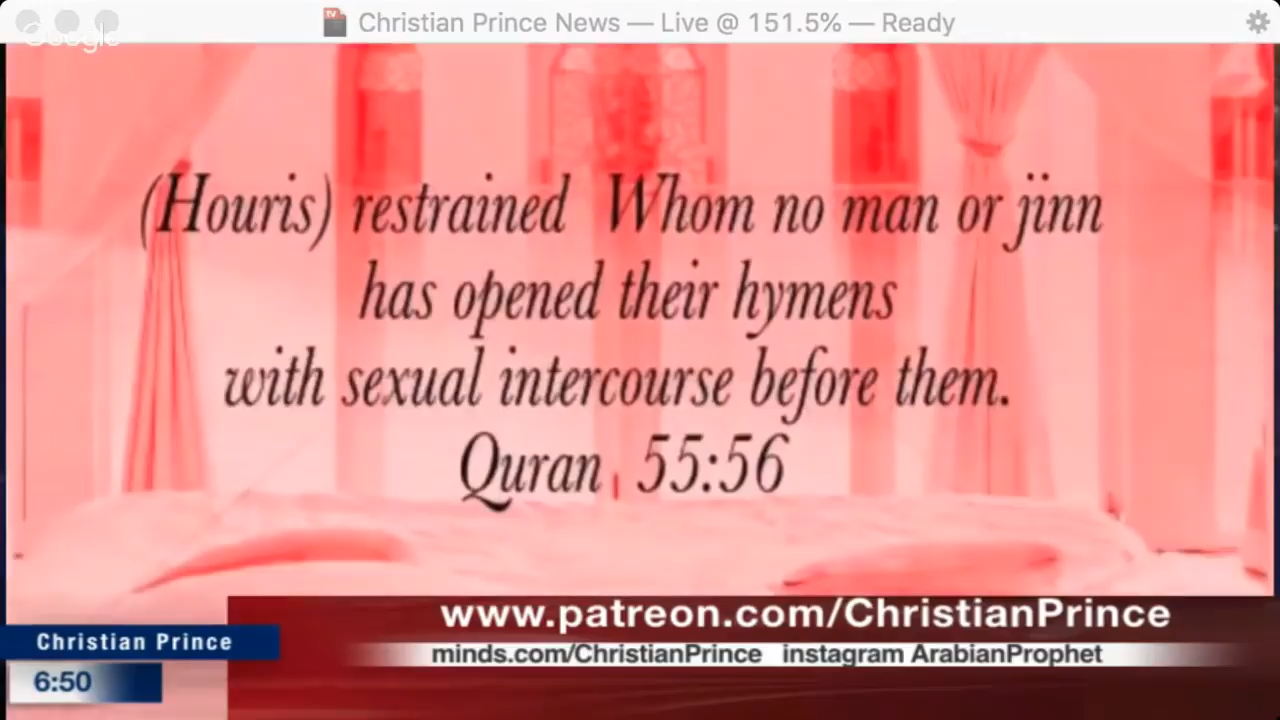 TV
Christian Prince News — Live @ 151.5% — Ready
Google
(Houris) restrained Whom no man or jinn
has opened their hymens
with sexual intercourse before them.
Quran 55:56
www.patreon.com/ChristianPrince
Christian Prince
minds.com/ChristianPrince instagram ArabianProphet
6:50